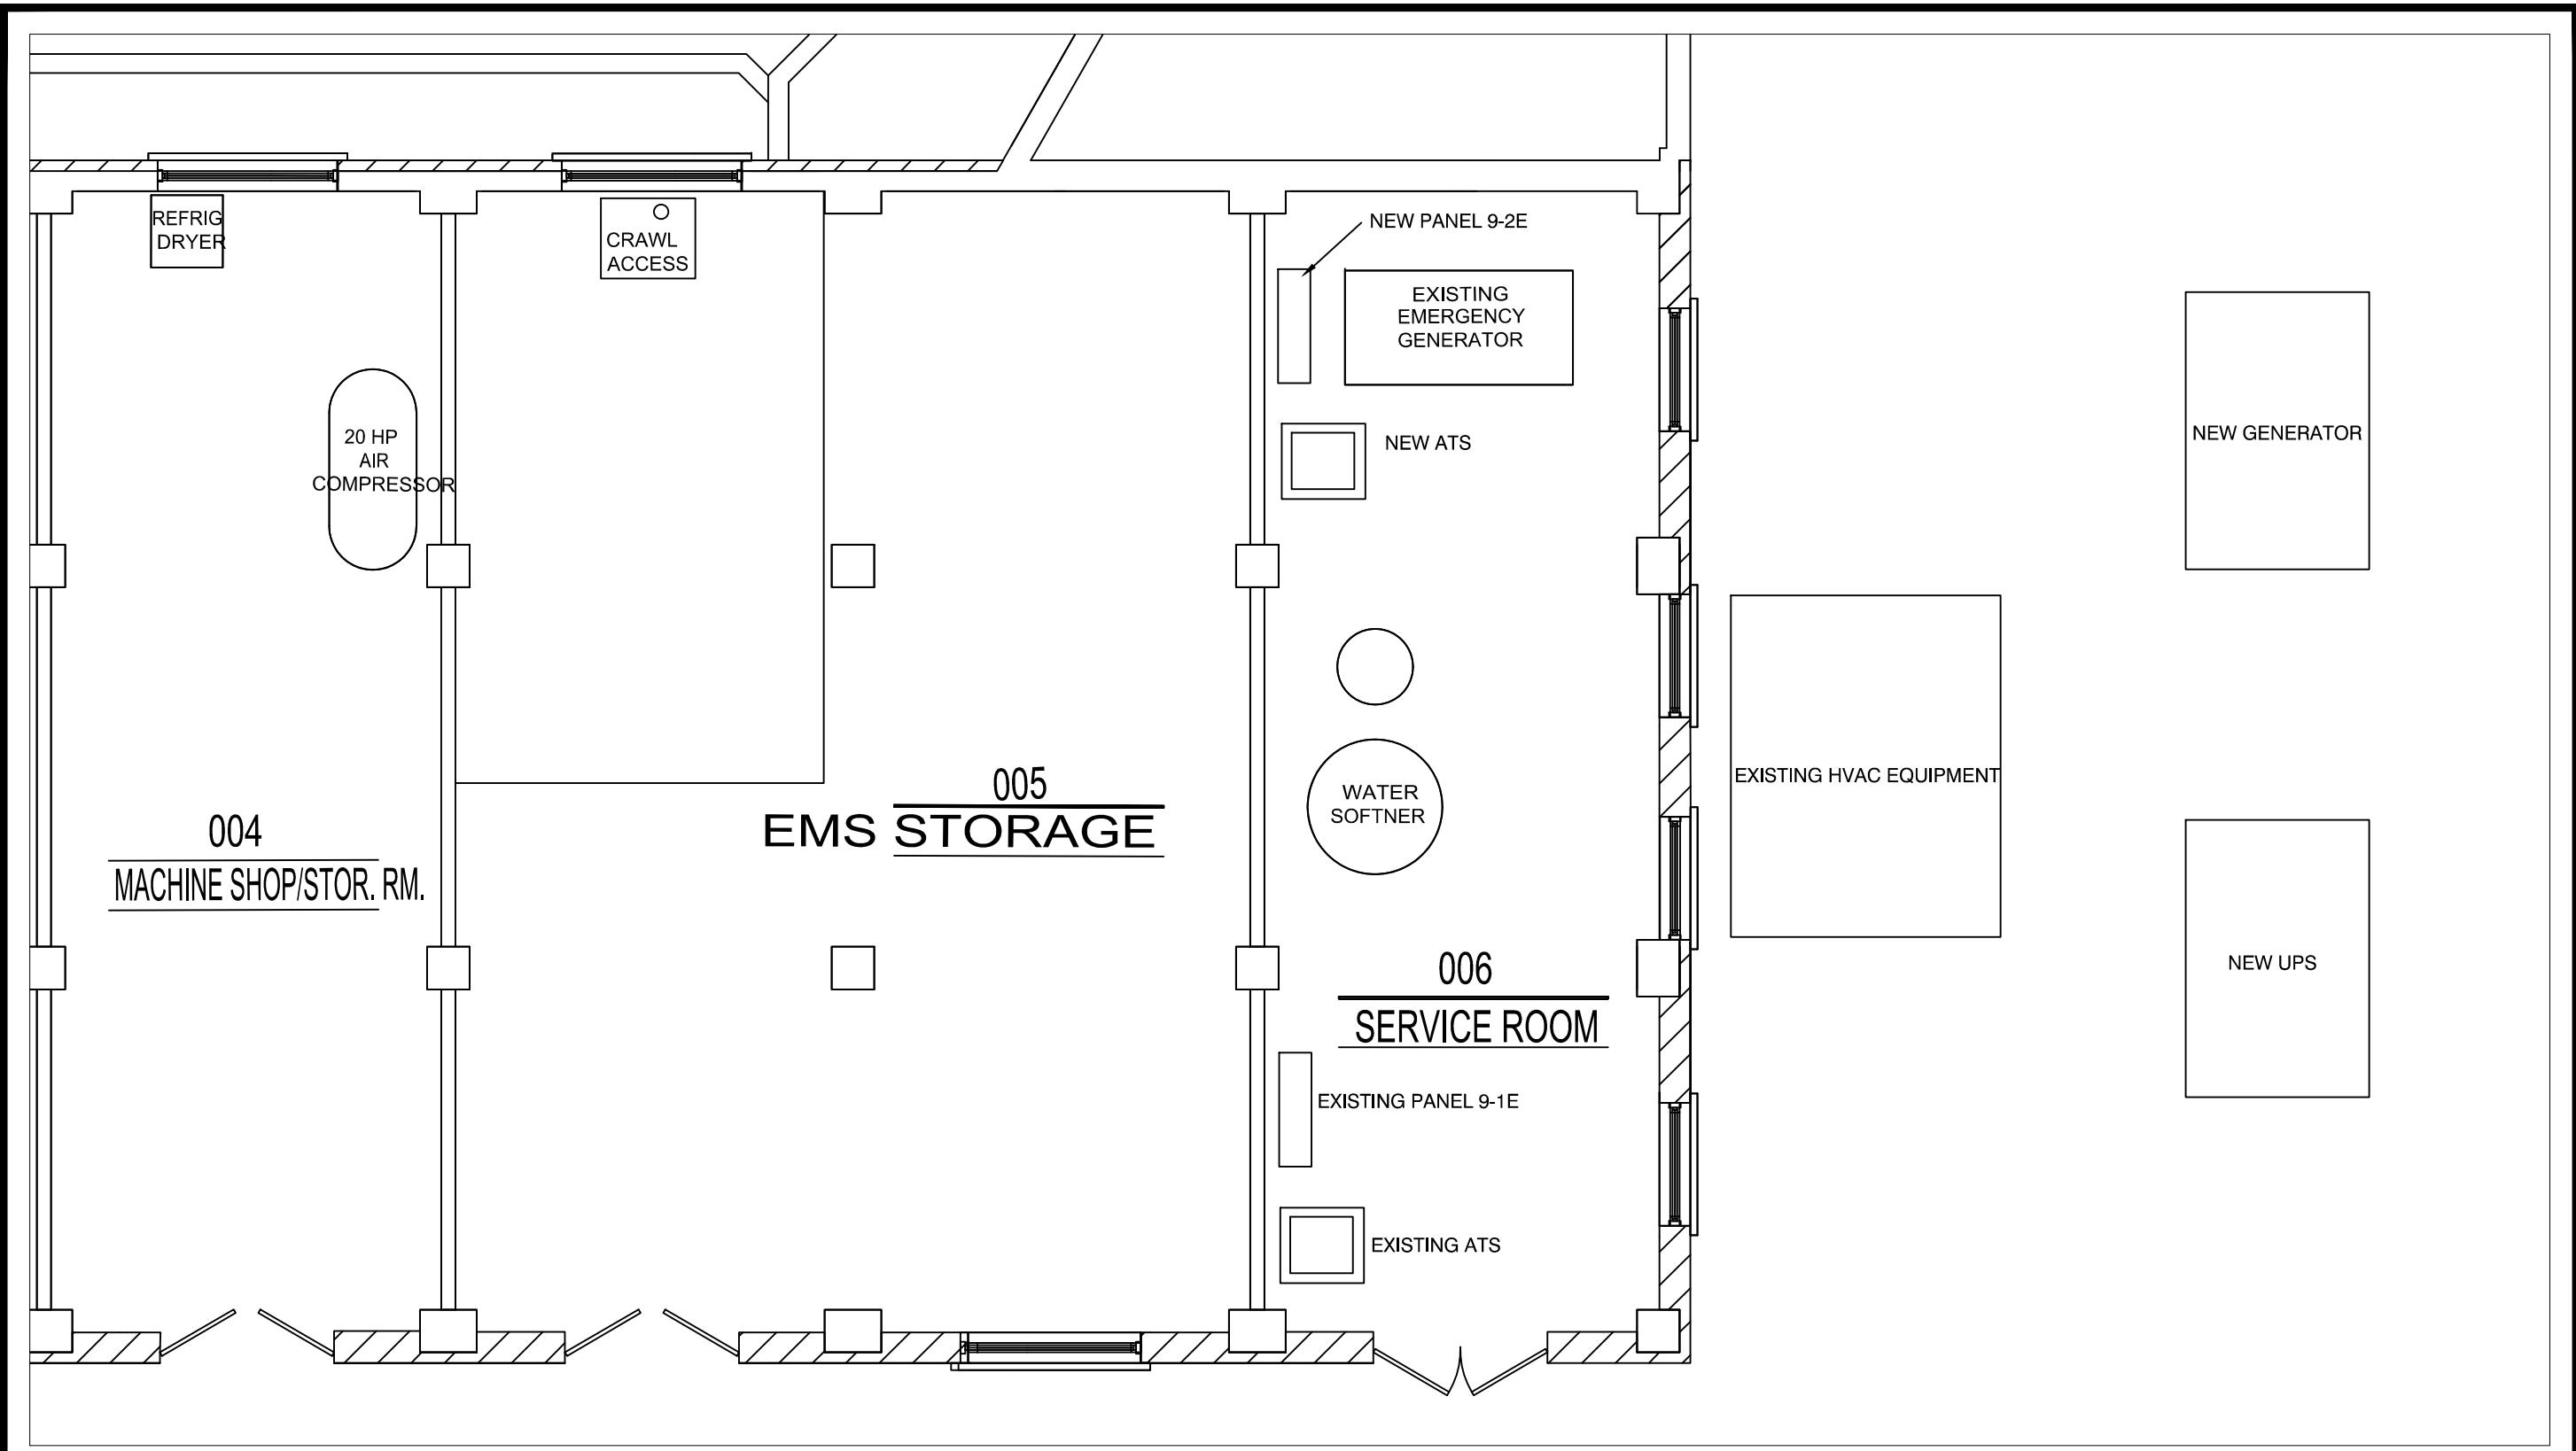 REFRIG
DRYER
CRAWL
ACCESS
NEW PANEL 9-2E
EXISTING
EMERGENCY
GENERATOR
20 HP
AIR
COMPRESSOR
NEW ATS
NEW GENERATOR
004
MACHINE SHOP/STOR. RM.
005
EMS STORAGE
WATER
SOFTNER
EXISTING HVAC EQUIPMENT
006
SERVICE ROOM
NEW UPS
EXISTING PANEL 9-1E
EXISTING ATS